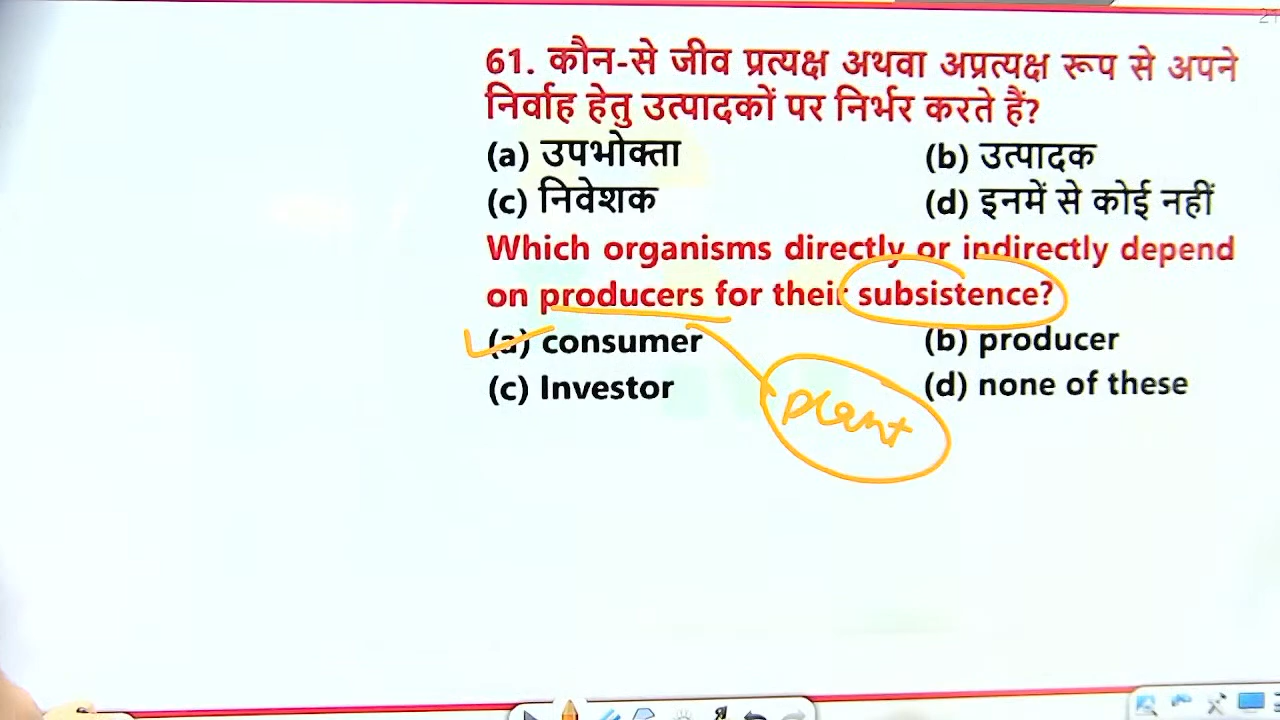 61. कौन-से जीव प्रत्यक्ष अथवा अप्रत्यक्ष रूप से अपने
निर्वाह हेतु उत्पादकों पर निर्भर करते हैं?
(a) उपभोक्ता (b) उत्पादक
(c) निवेशक (d) इनमें से कोई नहीं
Which organisms directly or indirectly depend
on producers for their subsistence?
(a) consumer (b) producer
(c) Investor (d) none of these
plant